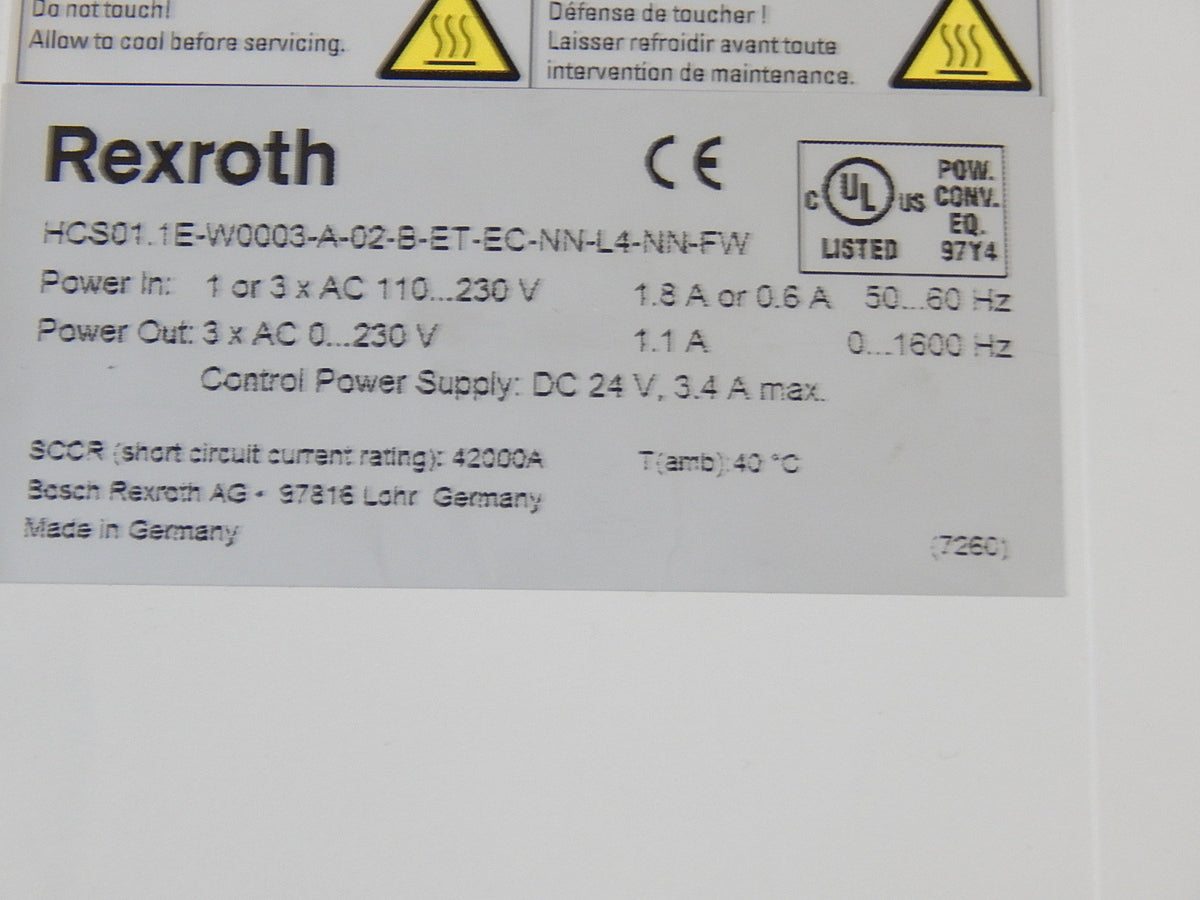 Do not touch!
Allow to cool before servicing.
Défense de toucher !
Laisser refroidir avant toute
intervention de maintenance.
Rexroth
CE
C UL US
LISTED
POW.
CONV.
EQ.
97Y4
HCS01.1E-W0003-A-02-B-ET-EC-NN-L4-NN-FW
Power In: 1 or 3 x AC 110...230 V 1.8 A or 0.6 A 50...60 Hz
Power Out: 3 x AC 0...230 V 1.1 A 0...1600 Hz
Control Power Supply: DC 24 V, 3.4 A max.
SCCR (short circuit current rating): 42000A T(amb):40 °C
Bosch Rexroth AG • 97816 Lohr Germany
Made in Germany
(7260)